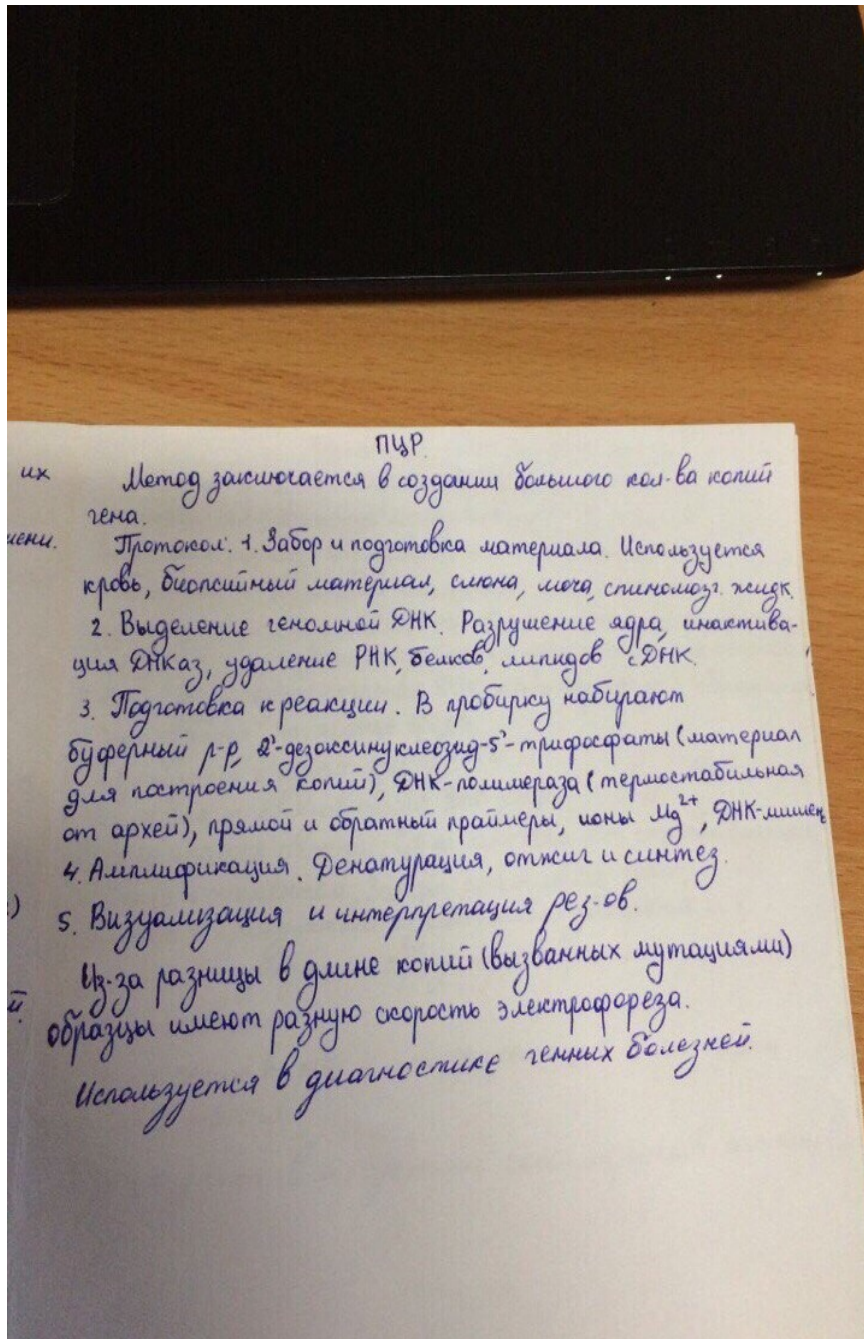 ПЦР.
их
Метод заключается в создании большого кол-ва копий
гена.
мени.
Протокол: 1. Забор и подготовка материала. Используется
кровь, биопсийный материал, слюна, моча, спиномозг. жидк.
2. Выделение геномной ДНК. Разрушение ядра, инактива-
ция ДНКаз, удаление РНК, белков, липидов с ДНК.
3. Подготовка к реакции. В пробирку набирают
буферный р-р, 2'-дезоксинуклеозид-5'-трифосфаты (материал
для построения копий), ДНК-полимераза (термостабильная
от архей), прямой и обратный праймеры, ионы Mg²⁺, ДНК-мишень
4. Амплификация. Денатурация, отжиг и синтез.
5. Визуализация и интерпретация рез-ов.
Из-за разницы в длине копий (вызванных мутациями)
образцы имеют разную скорость электрофореза.
Используется в диагностике генных болезней.